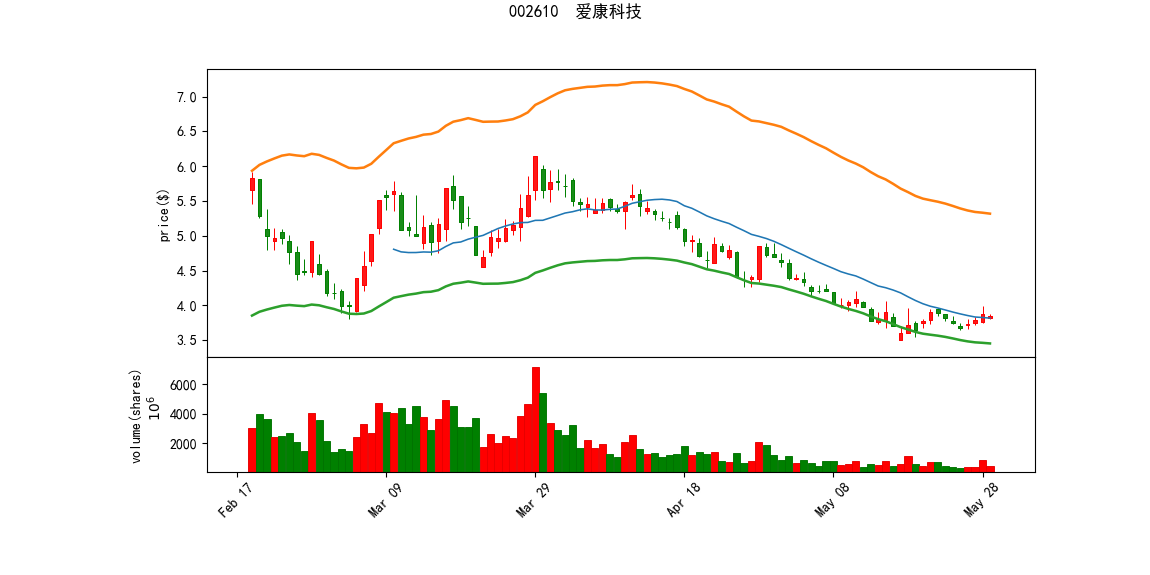 002610 爱康科技
price($)
7.0
6.5
6.0
5.5
5.0
4.5
4.0
3.5
volume(shares)
10^6
6000
4000
2000
Feb 17
Mar 09
Mar 29
Apr 18
May 08
May 28